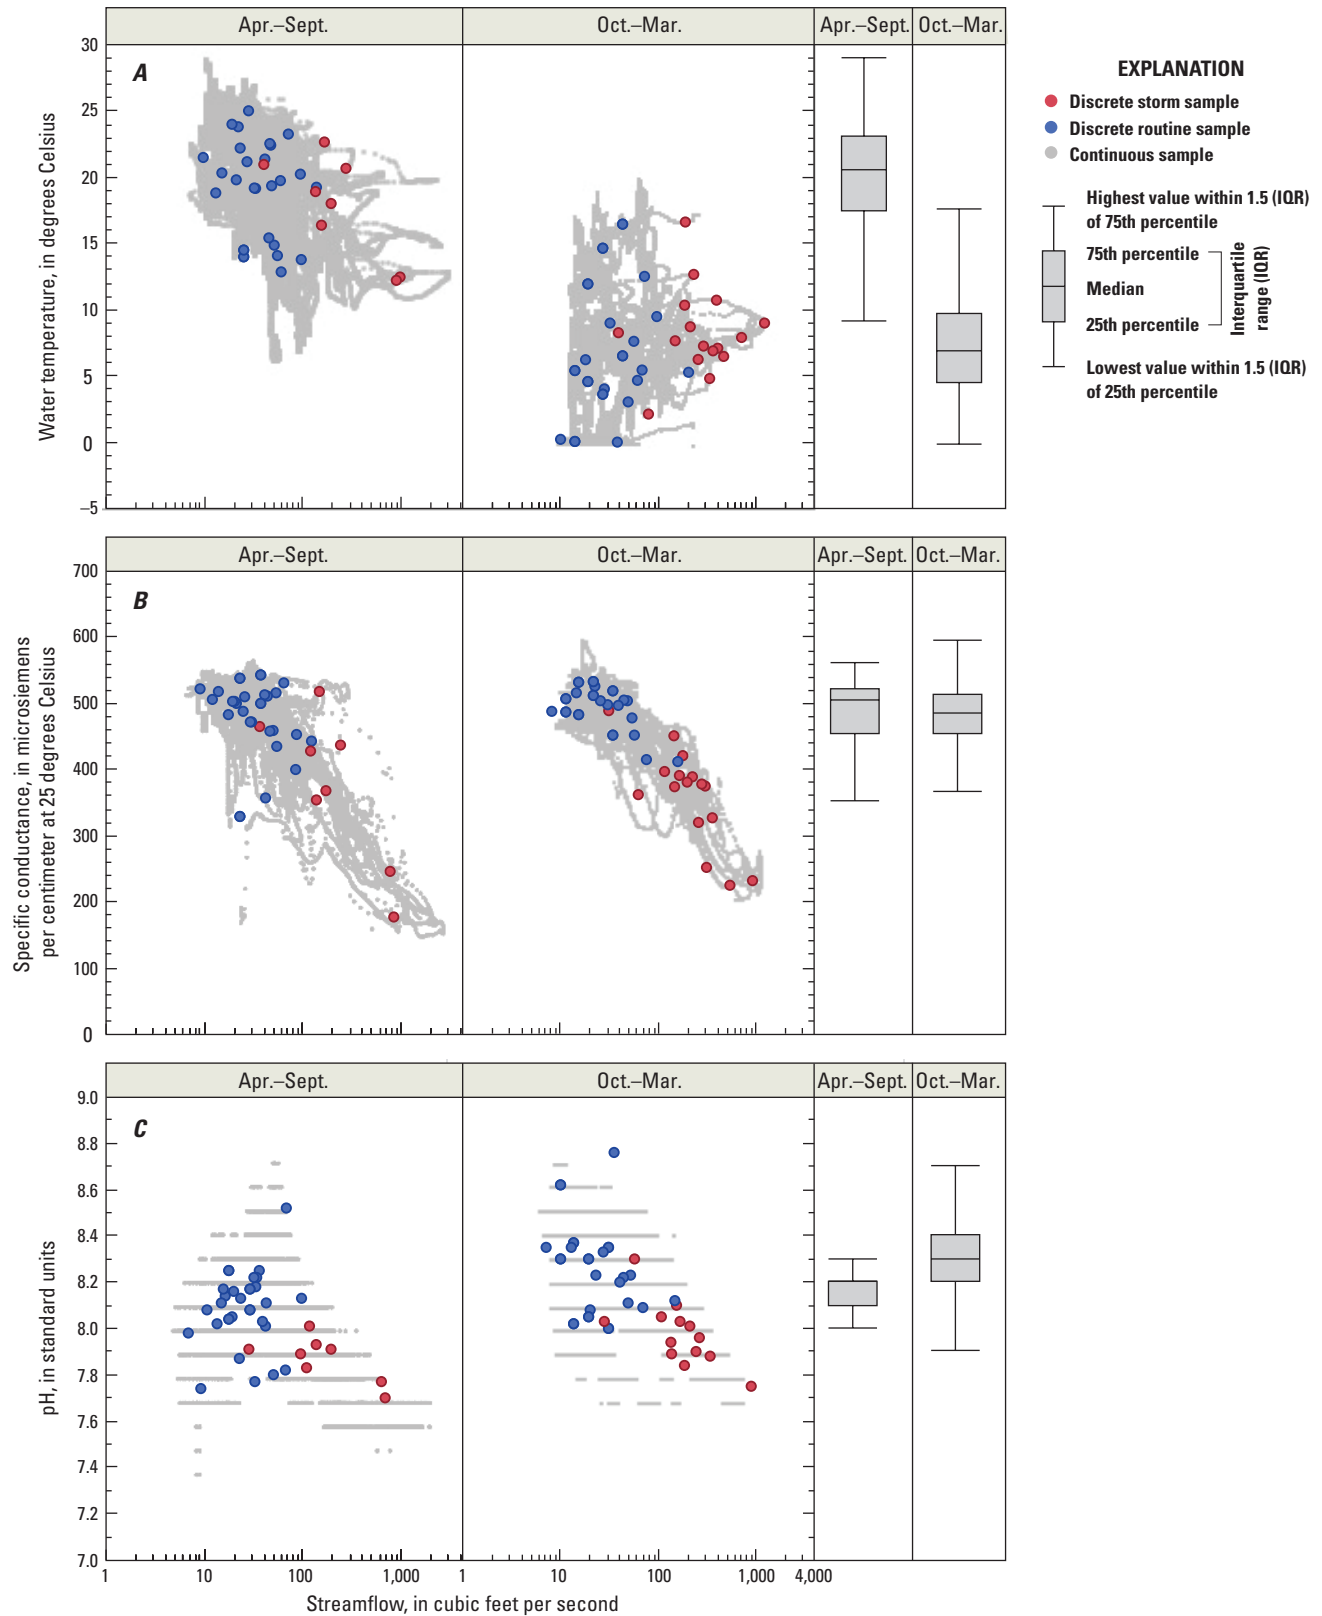 Apr.–Sept.
Oct.–Mar.
Apr.–Sept.
Oct.–Mar.
A
30
25
20
15
10
5
0
–5
Water temperature, in degrees Celsius
EXPLANATION
Discrete storm sample
Discrete routine sample
Continuous sample
Highest value within 1.5 (IQR)
of 75th percentile
75th percentile
Median
25th percentile
Interquartile
range (IQR)
Lowest value within 1.5 (IQR)
of 25th percentile
Apr.–Sept.
Oct.–Mar.
Apr.–Sept.
Oct.–Mar.
B
700
600
500
400
300
200
100
0
Specific conductance, in microsiemens
per centimeter at 25 degrees Celsius
Apr.–Sept.
Oct.–Mar.
Apr.–Sept.
Oct.–Mar.
C
9.0
8.8
8.6
8.4
8.2
8.0
7.8
7.6
7.4
7.2
7.0
pH, in standard units
1
10
100
1,000
1
10
100
1,000
4,000
Streamflow, in cubic feet per second